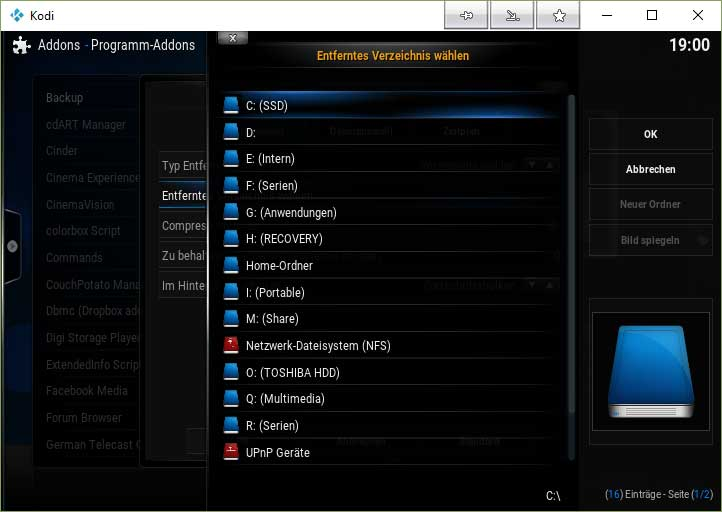 Kodi
Addons - Programm-Addons
19:00
x
Entferntes Verzeichnis wählen
Backup
cdART Manager
Cinder
Cinema Experience
CinemaVision
colorbox Script
Commands
CouchPotato Mana
Dbmc (Dropbox add
Digi Storage Player
ExtendedInfo Script
Facebook Media
Forum Browser
German Telecast
Typ Entfe
Entfernte
Compres
Zu behal
Im Hinte
C: (SSD)
D:
E: (Intern)
F: (Serien)
G: (Anwendungen)
H: (RECOVERY)
Home-Ordner
I: (Portable)
M: (Share)
Netzwerk-Dateisystem (NFS)
O: (TOSHIBA HDD)
Q: (Multimedia)
R: (Serien)
UPnP Geräte
C:\
OK
Abbrechen
Neuer Ordner
Bild spiegeln
(16) Einträge - Seite (1/2)